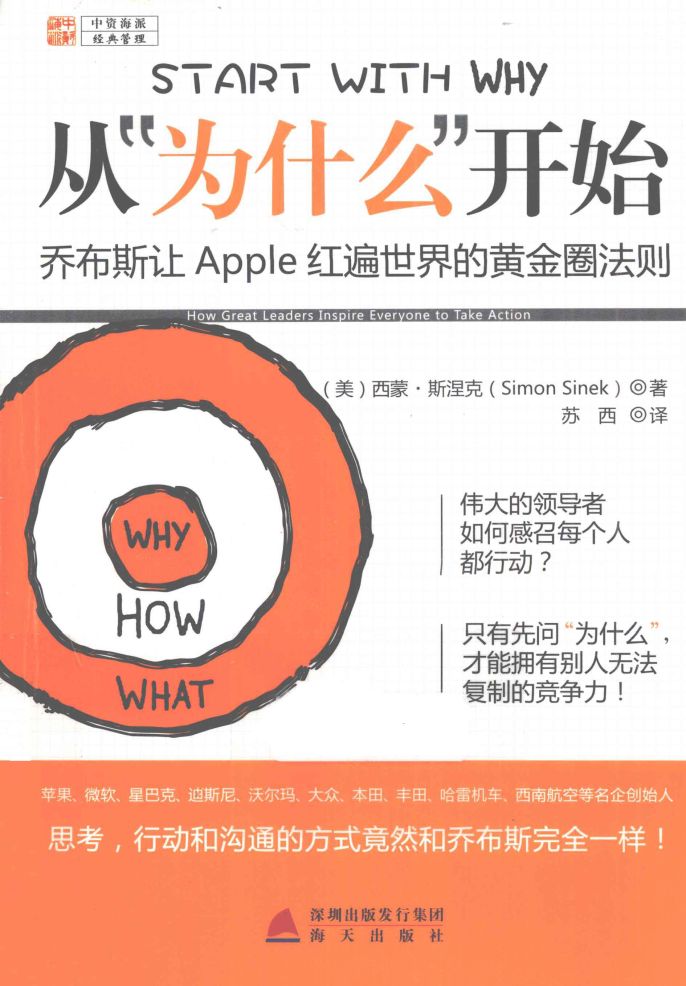 中资海派
经典管理
START WITH WHY
从“为什么”开始
乔布斯让 Apple 红遍世界的黄金圈法则
How Great Leaders Inspire Everyone to Take Action
（美）西蒙·斯涅克（Simon Sinek）◎著
苏 西 ◎译
WHY
HOW
WHAT
伟大的领导者
如何感召每个人
都行动？
只有先问“为什么”，
才能拥有别人无法
复制的竞争力！
苹果、微软、星巴克、迪斯尼、沃尔玛、大众、本田、丰田、哈雷机车、西南航空等名企创始人
思考，行动和沟通的方式竟然和乔布斯完全一样！
深圳出版发行集团
海天出版社